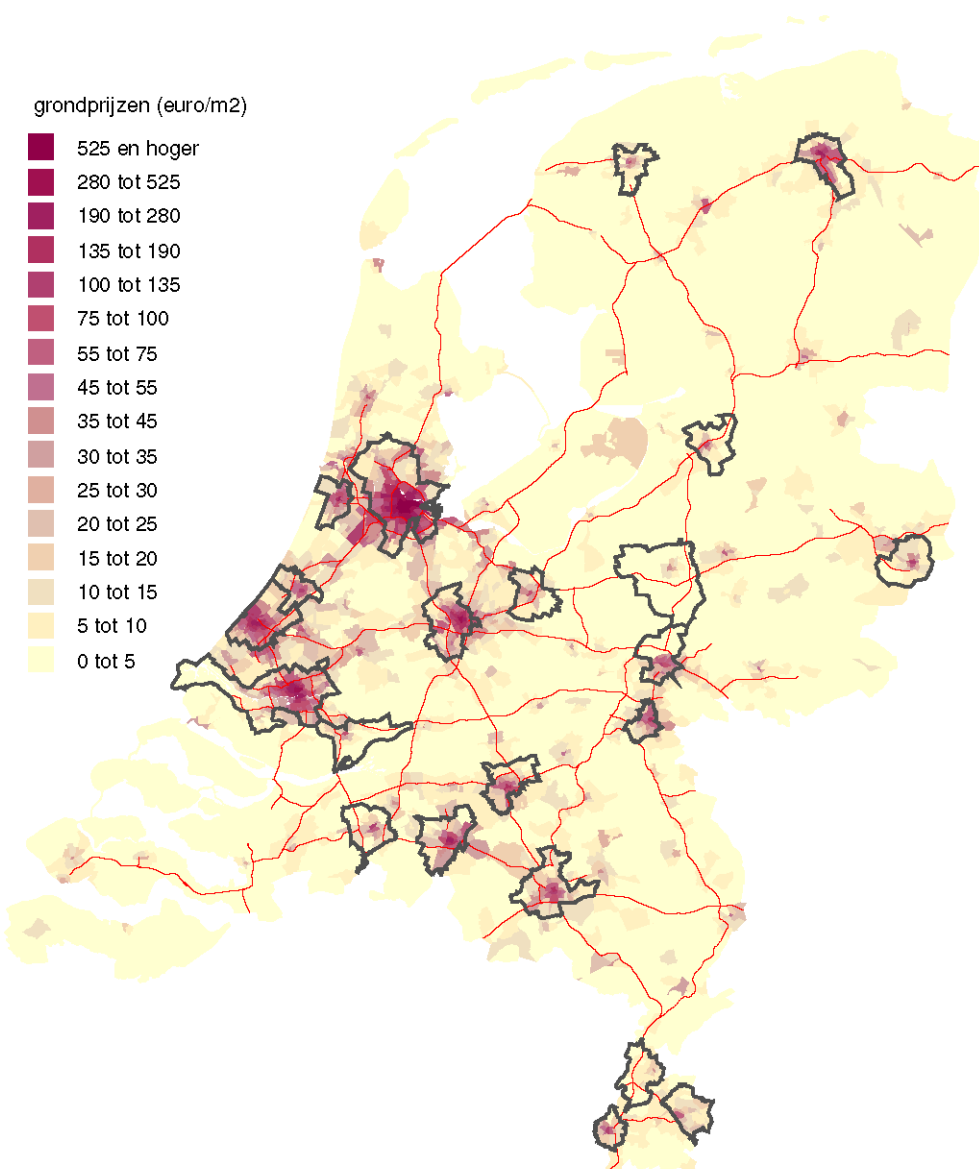 grondprijzen (euro/m2)
525 en hoger
280 tot 525
190 tot 280
135 tot 190
100 tot 135
75 tot 100
55 tot 75
45 tot 55
35 tot 45
30 tot 35
25 tot 30
20 tot 25
15 tot 20
10 tot 15
5 tot 10
0 tot 5